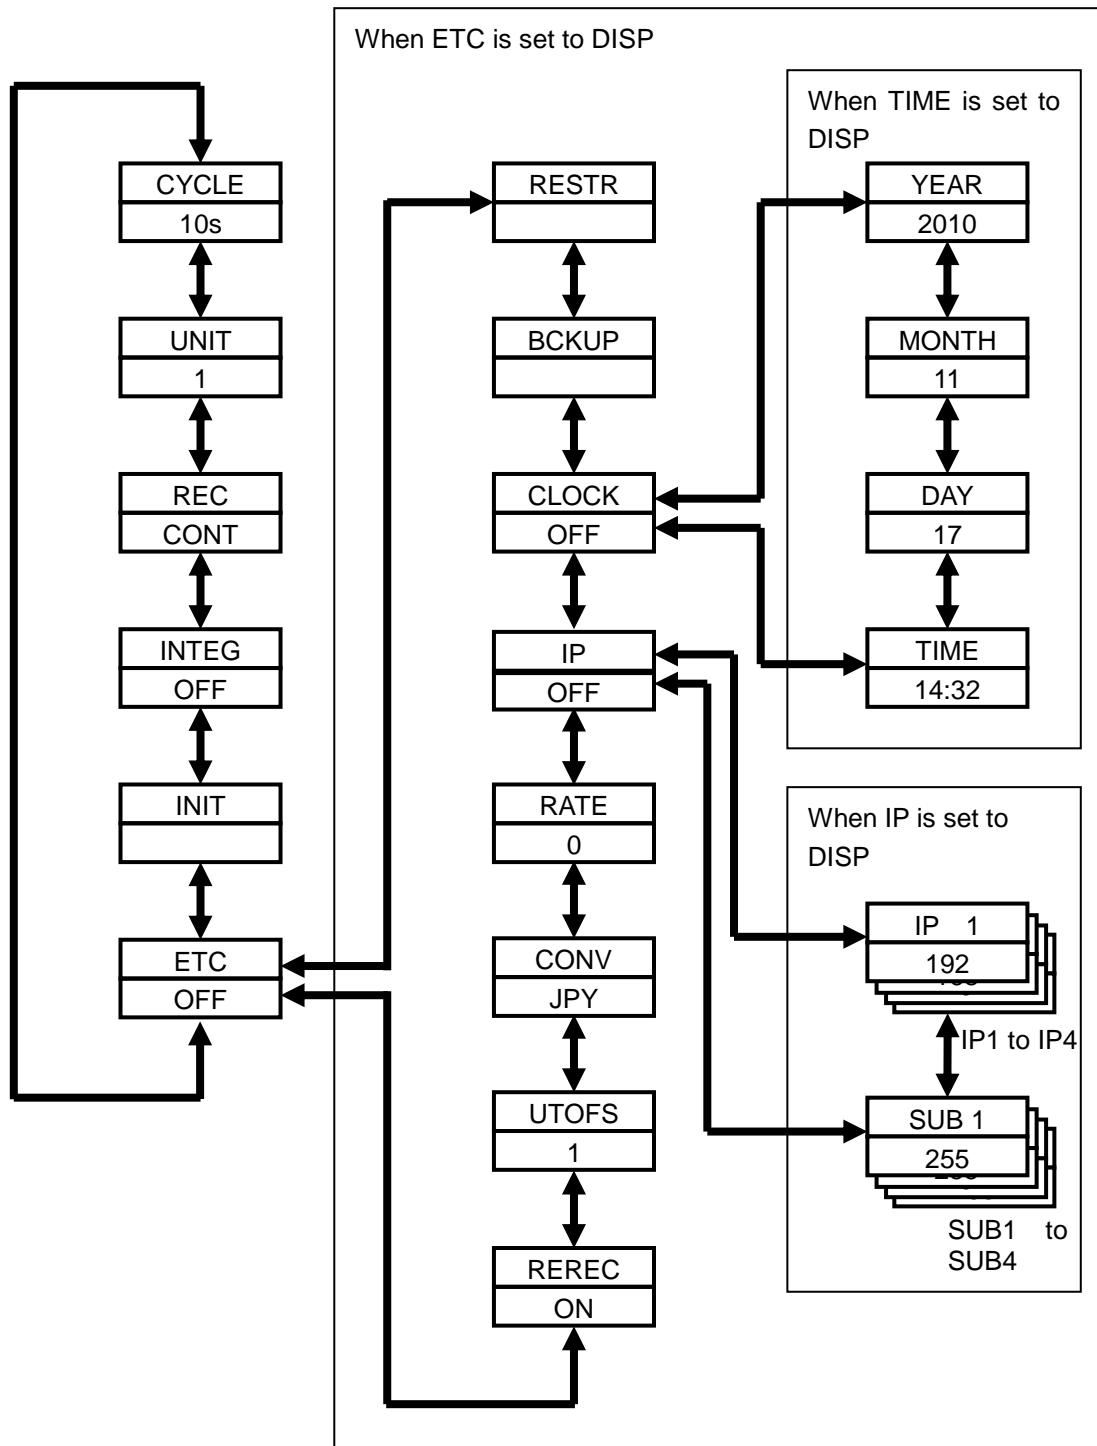 When ETC is set to DISP
When TIME is set to
DISP
CYCLE
10s
UNIT
1
REC
CONT
INTEG
OFF
INIT
ETC
OFF
RESTR
BCKUP
CLOCK
OFF
IP
OFF
RATE
0
CONV
JPY
UTOFS
1
REREC
ON
YEAR
2010
MONTH
11
DAY
17
TIME
14:32
When IP is set to
DISP
IP 1
192
IP1 to IP4
SUB 1
255
SUB1 to
SUB4